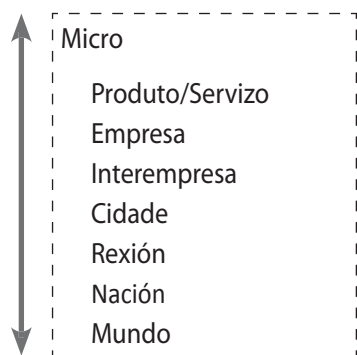 Micro
Produto/Servizo
Empresa
Interempresa
Cidade
Rexión
Nación
Mundo